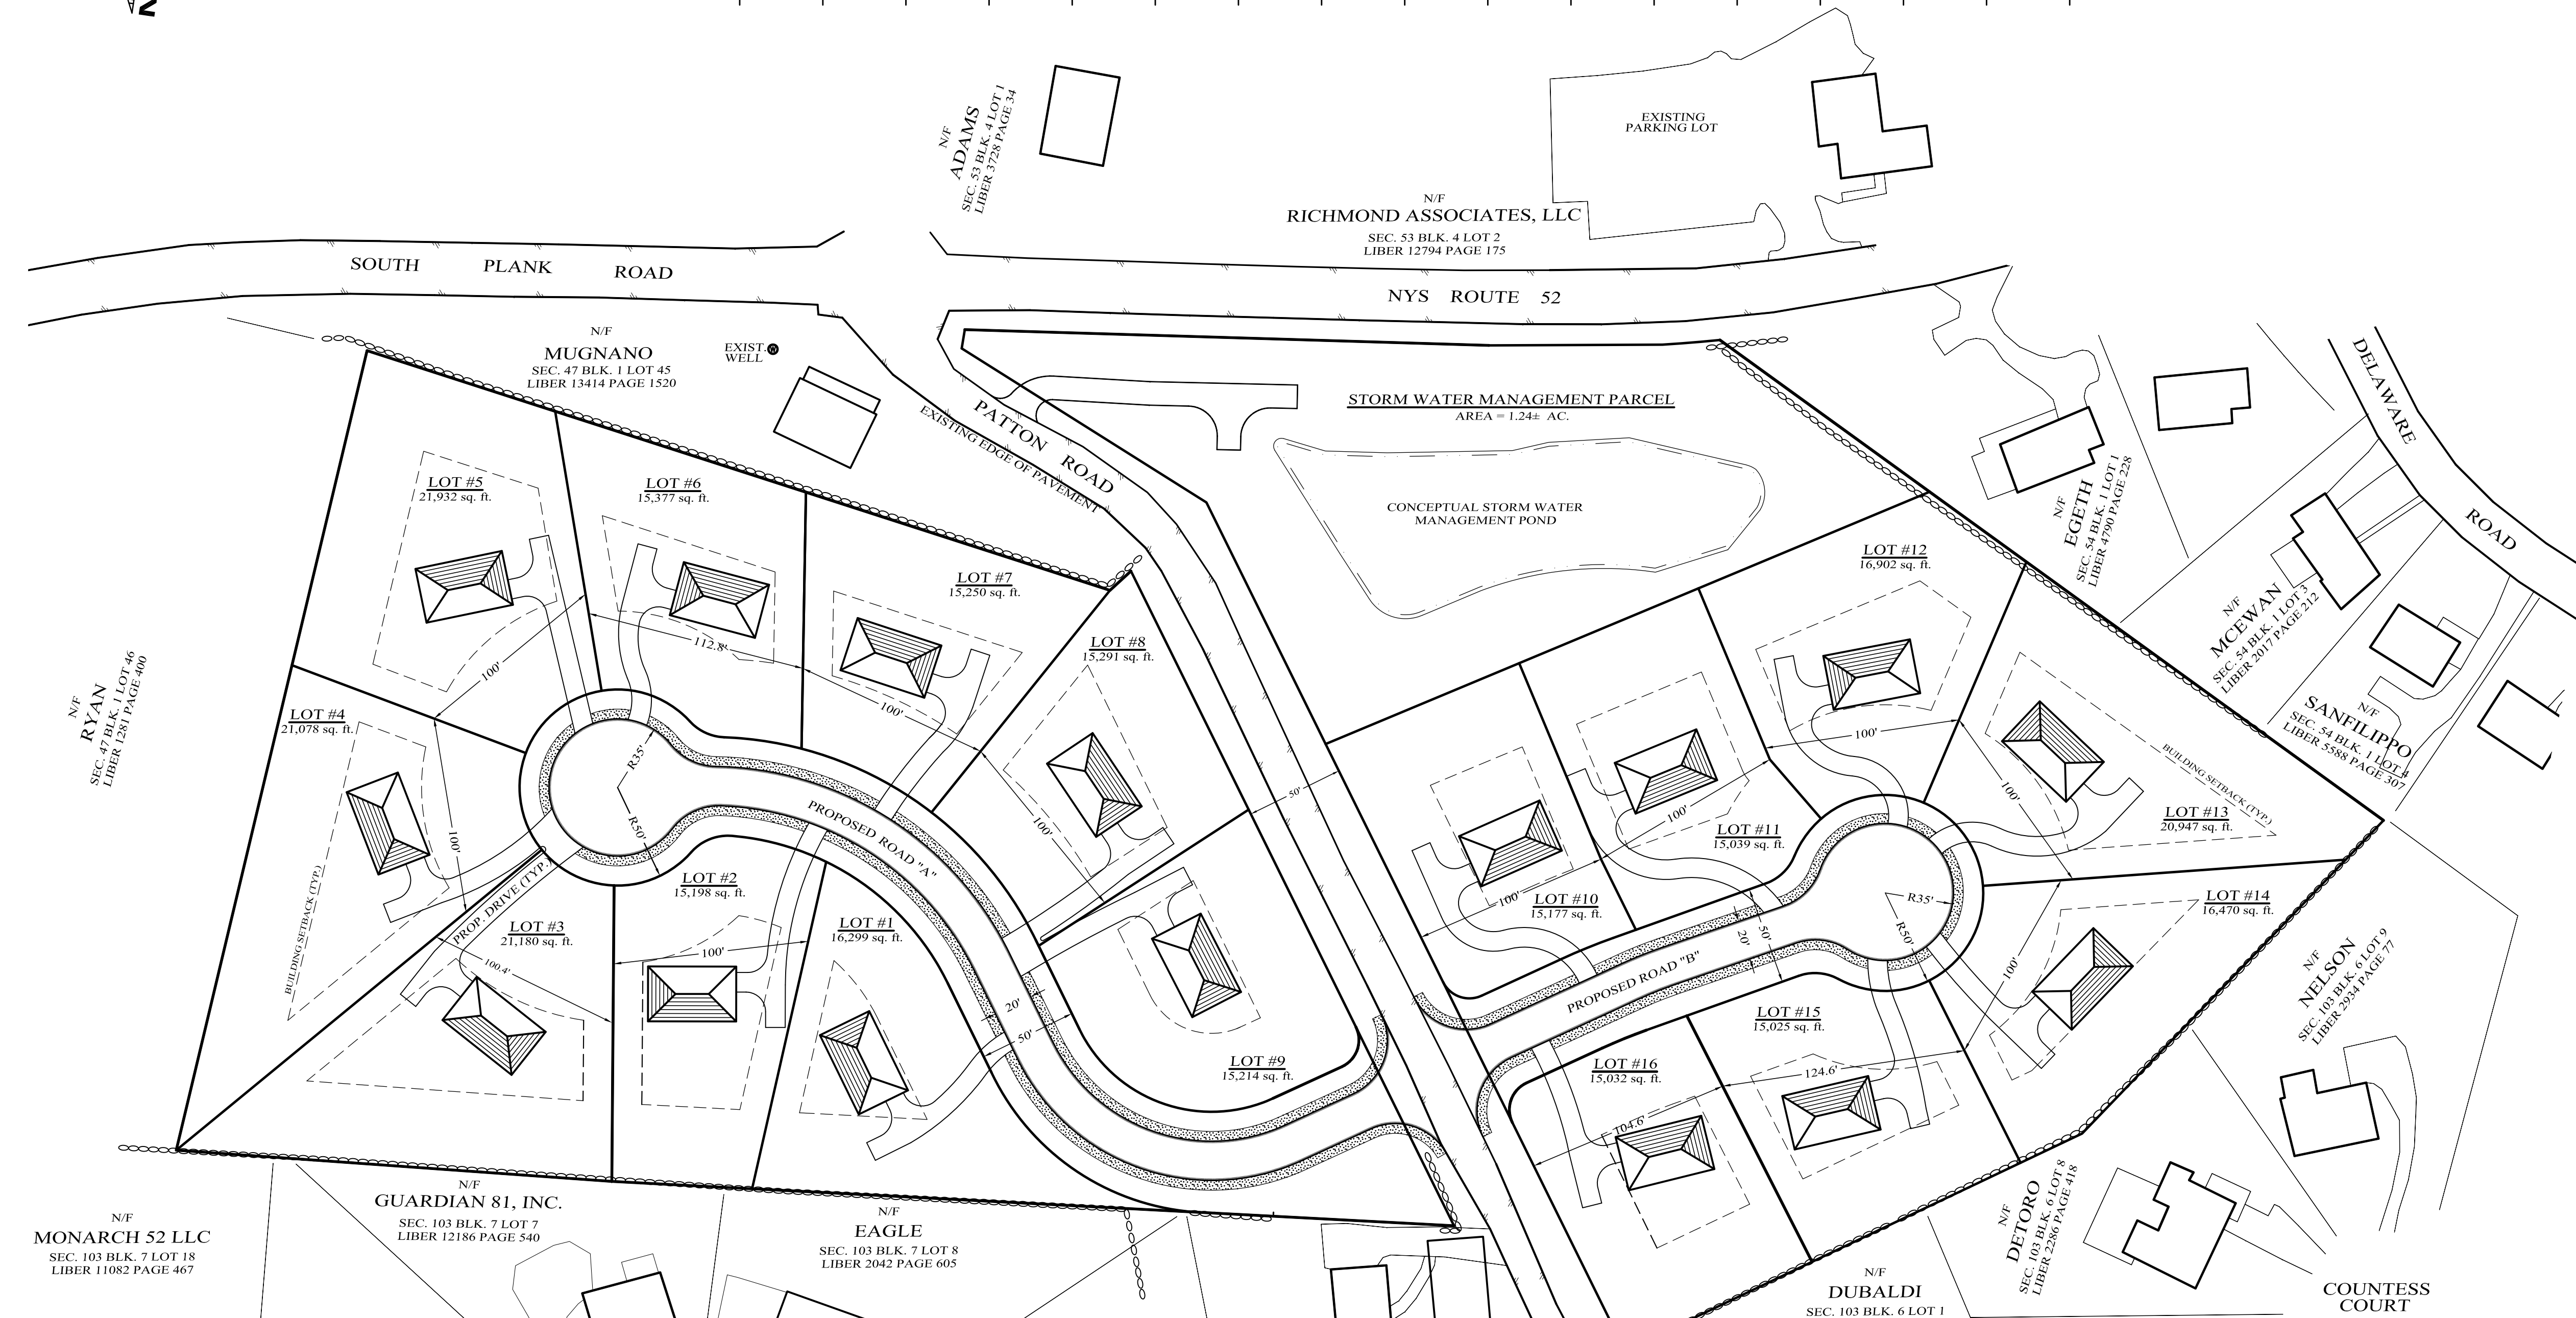 N
N/F
ADAMS
SEC. 53 BLK. 4 LOT 1
LIBER 3728 PAGE 34
EXISTING
PARKING LOT
N/F
RICHMOND ASSOCIATES, LLC
SEC. 53 BLK. 4 LOT 2
LIBER 12794 PAGE 175
SOUTH PLANK ROAD
NYS ROUTE 52
N/F
MUGNANO
SEC. 47 BLK. 1 LOT 45
LIBER 13414 PAGE 1520
EXIST.
WELL
PATTON ROAD
EXISTING EDGE OF PAVEMENT
STORM WATER MANAGEMENT PARCEL
AREA = 1.24± AC.
CONCEPTUAL STORM WATER
MANAGEMENT POND
DELAWARE ROAD
N/F
EGETH
SEC. 54 BLK. 1 LOT 1
LIBER 4790 PAGE 228
N/F
MCEWAN
SEC. 54 BLK. 1 LOT 3
LIBER 2017 PAGE 212
N/F
SANFILIPPO
SEC. 54 BLK. 1 LOT 4
LIBER 5588 PAGE 307
N/F
RYAN
SEC. 47 BLK. 1 LOT 46
LIBER 12281 PAGE 400
LOT #5
21,932 sq. ft.
LOT #6
15,377 sq. ft.
LOT #7
15,250 sq. ft.
LOT #8
15,291 sq. ft.
LOT #12
16,902 sq. ft.
LOT #4
21,078 sq. ft.
100'
112.8'
100'
100'
100'
R35'
R50'
PROPOSED ROAD "A"
50'
100'
100'
100'
100'
BUILDING SETBACK (TYP.)
LOT #13
20,947 sq. ft.
LOT #11
15,039 sq. ft.
LOT #10
15,177 sq. ft.
LOT #14
16,470 sq. ft.
R35'
R50'
20'
50'
PROPOSED ROAD "B"
100'
BUILDING SETBACK (TYP.)
PROP. DRIVE (TYP.)
LOT #2
15,198 sq. ft.
LOT #3
21,180 sq. ft.
LOT #1
16,299 sq. ft.
100.4'
100'
20'
50'
LOT #9
15,214 sq. ft.
LOT #15
15,025 sq. ft.
LOT #16
15,032 sq. ft.
124.6'
104.6'
N/F
NELSON
SEC. 103 BLK. 6 LOT 9
LIBER 2934 PAGE 77
N/F
DETORO
SEC. 103 BLK. 6 LOT 8
LIBER 2286 PAGE 418
N/F
MONARCH 52 LLC
SEC. 103 BLK. 7 LOT 18
LIBER 11082 PAGE 467
N/F
GUARDIAN 81, INC.
SEC. 103 BLK. 7 LOT 7
LIBER 12186 PAGE 540
N/F
EAGLE
SEC. 103 BLK. 7 LOT 8
LIBER 2042 PAGE 605
N/F
DUBALDI
SEC. 103 BLK. 6 LOT 1
COUNTESS
COURT